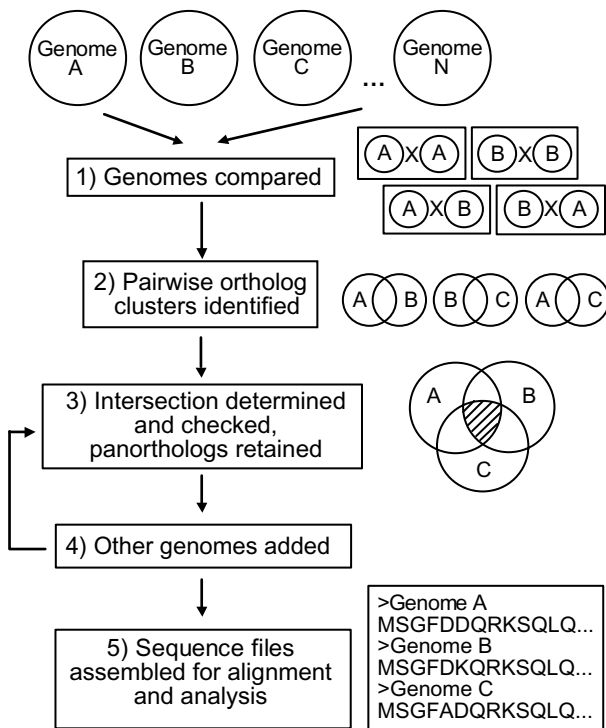 Genome A
Genome B
Genome C
...
Genome N
1) Genomes compared
A X A
B X B
A X B
B X A
2) Pairwise ortholog
clusters identified
A B
B C
A C
3) Intersection determined
and checked,
panorthologs retained
A
B
C
4) Other genomes added
5) Sequence files
assembled for alignment
and analysis
>Genome A
MSGFDDQRKSQLQ...
>Genome B
MSGFDKQRKSQLQ...
>Genome C
MSGFADQRKSQLQ...